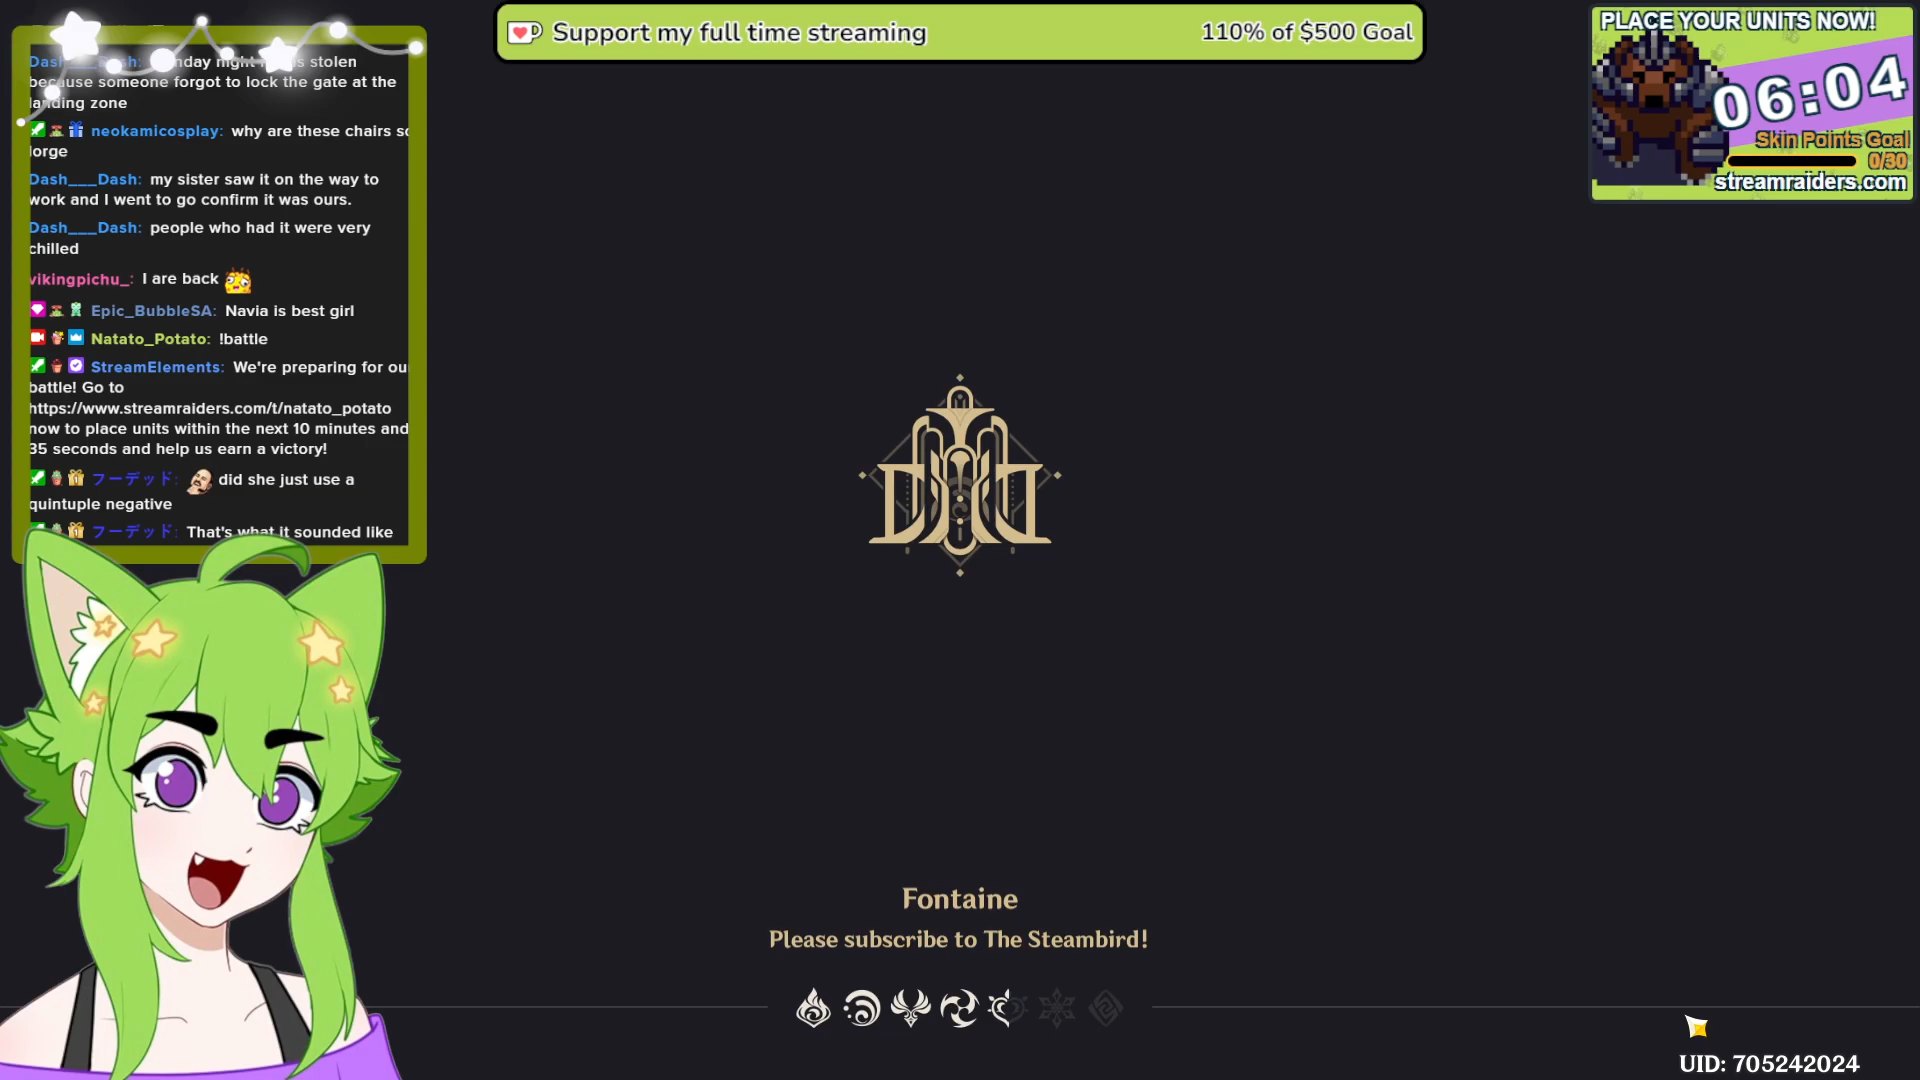 Support my full time streaming
110% of $500 Goal
PLACE YOUR UNITS NOW!
06:04
Skin Points Goal
0/30
streamraiders.com
is stolen
because someone forgot to lock the gate at the
landing zone
neokamicosplay: why are these chairs so
lorge
Dash___Dash: my sister saw it on the way to
work and I went to go confirm it was ours.
Dash___Dash: people who had it were very
chilled
vikingpichu_: I are back
Epic_BubbleSA: Navia is best girl
Natato_Potato: !battle
StreamElements: We're preparing for our
battle! Go to
https://www.streamraiders.com/t/natato_potato
now to place units within the next 10 minutes and
35 seconds and help us earn a victory!
フーデッド: did she just use a
quintuple negative
フーデッド: That's what it sounded like
Fontaine
Please subscribe to The Steambird!
UID: 705242024